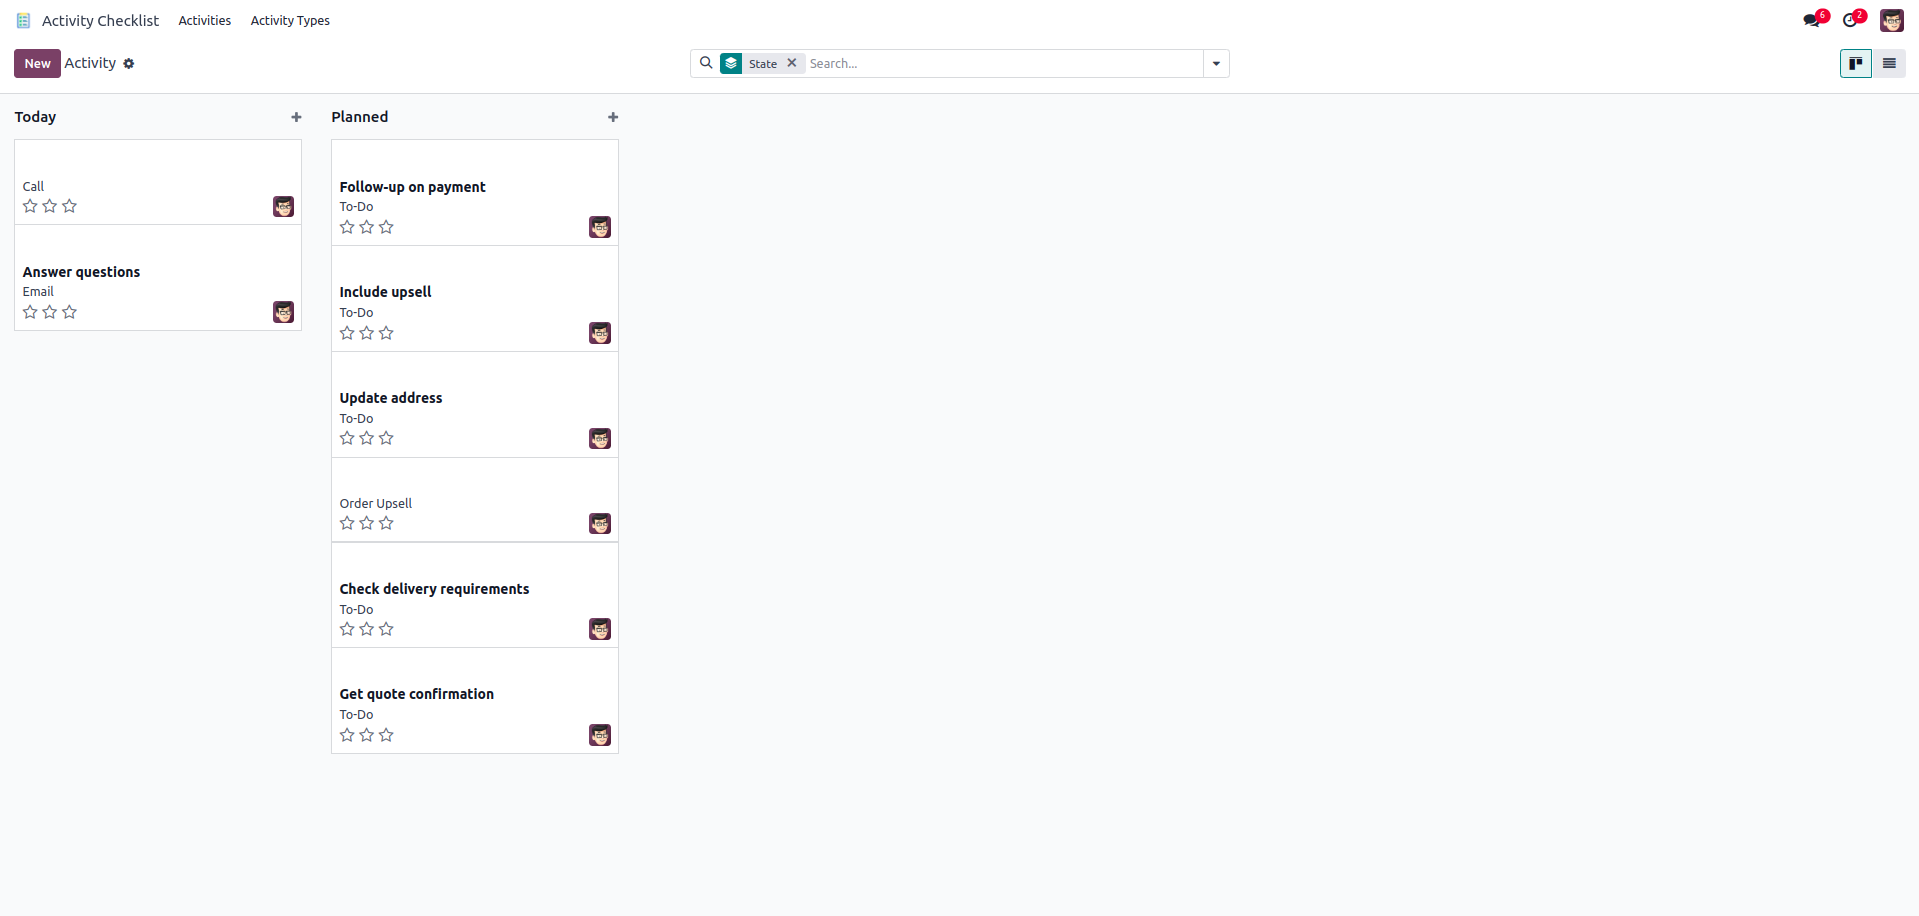 Activity Checklist Activities Activity Types 6 2
New Activity State Search...
Today
Call
Answer questions
Email
Planned
Follow-up on payment
To-Do
Include upsell
To-Do
Update address
To-Do
Order Upsell
Check delivery requirements
To-Do
Get quote confirmation
To-Do